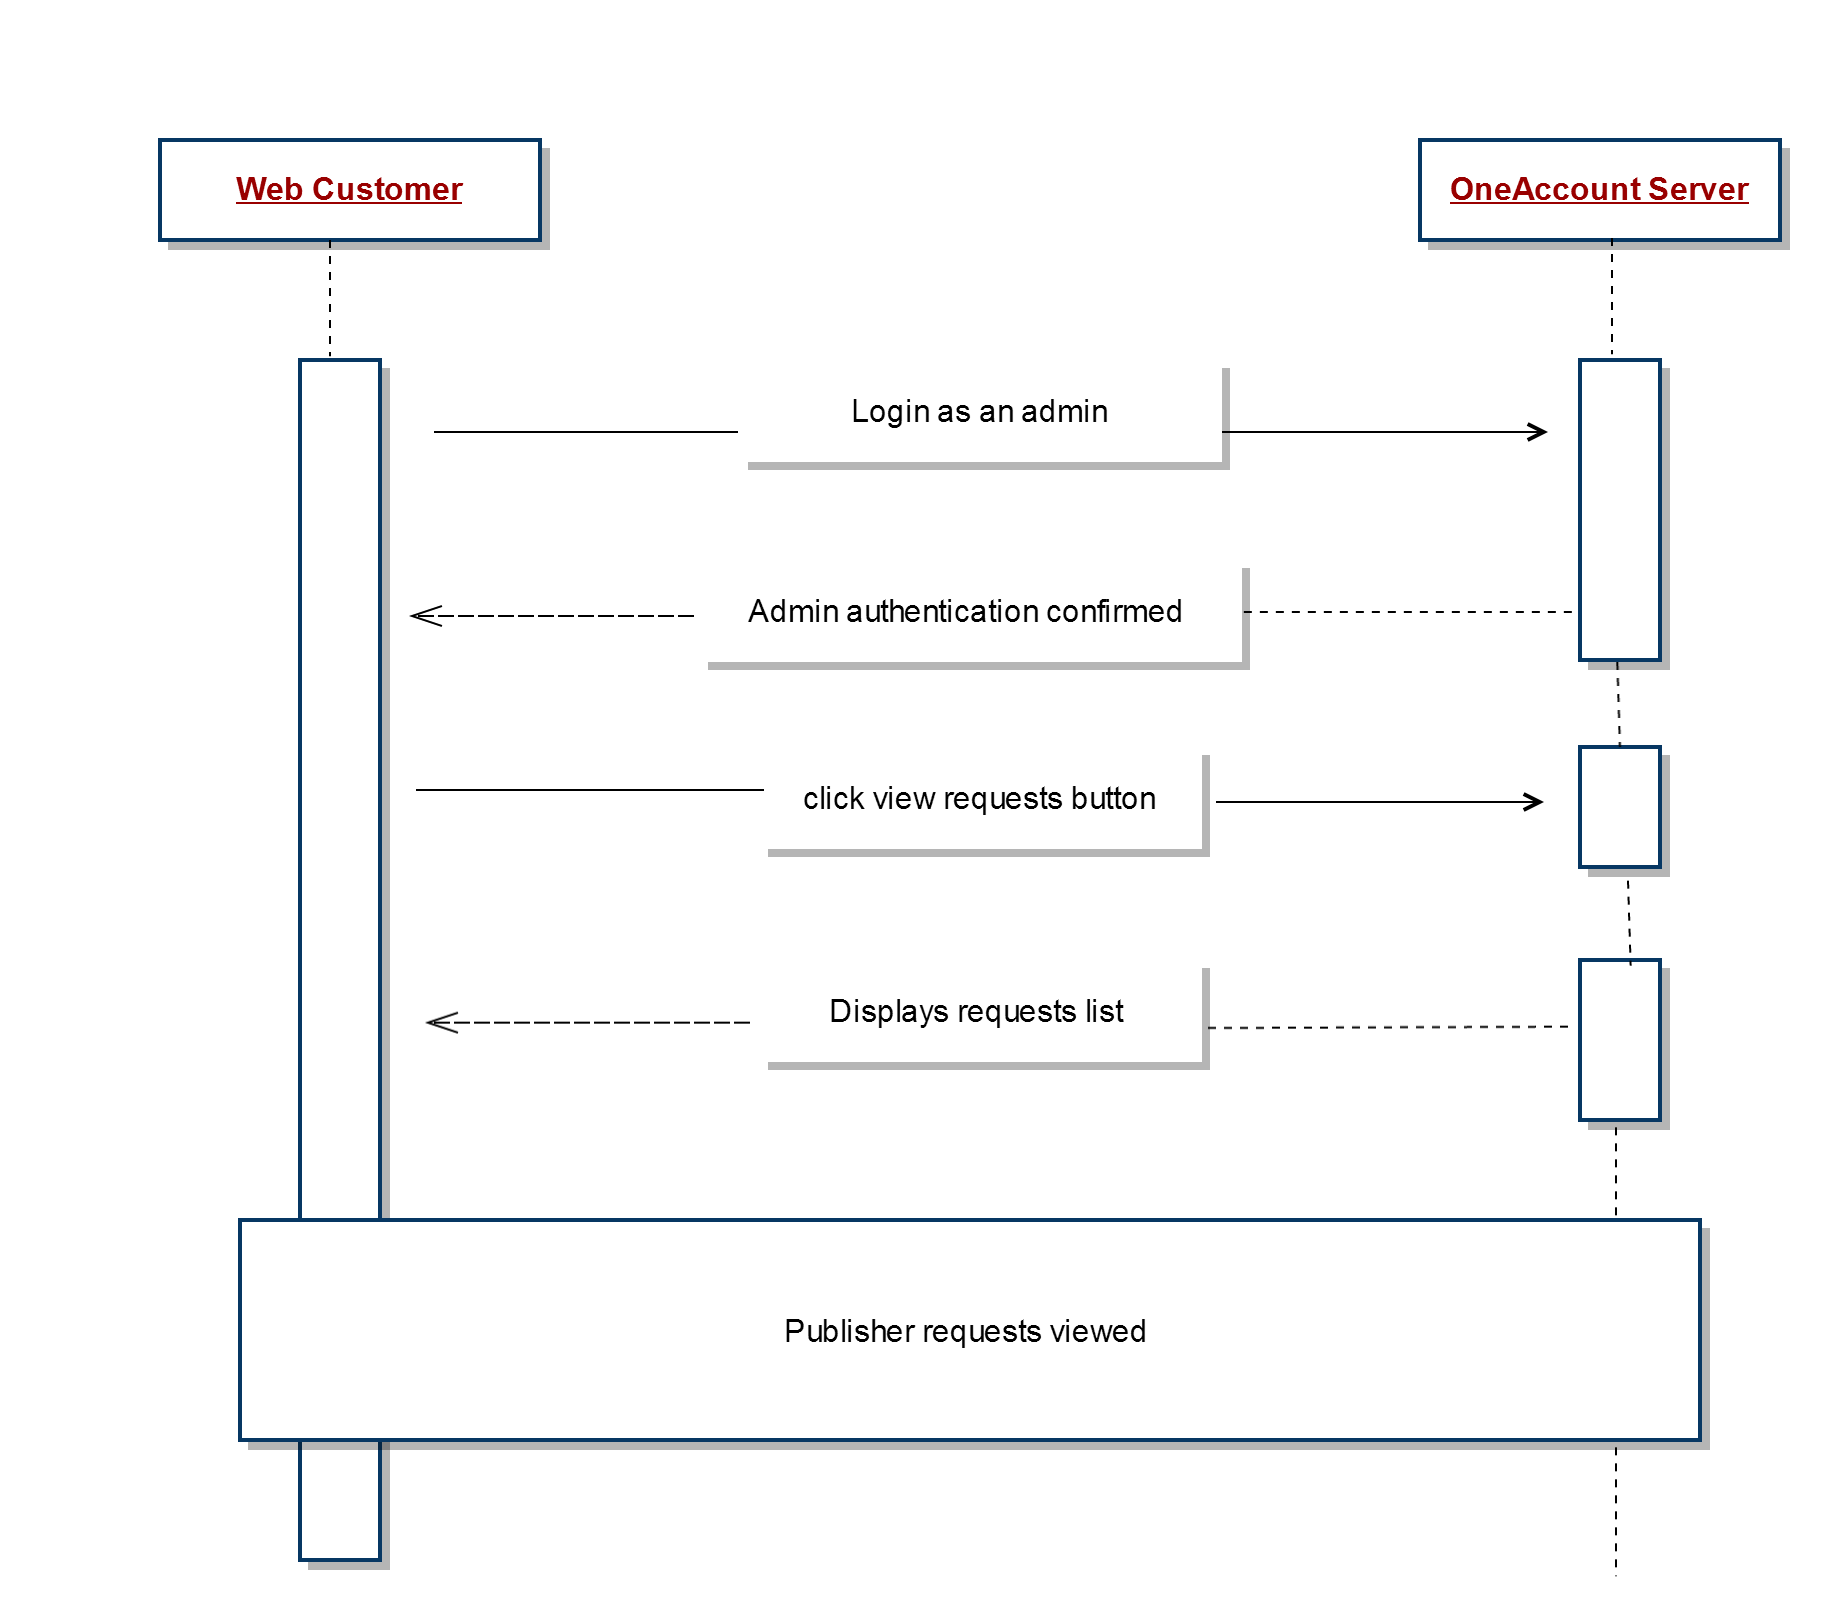 Web Customer
OneAccount Server
Login as an admin
Admin authentication confirmed
click view requests button
Displays requests list
Publisher requests viewed